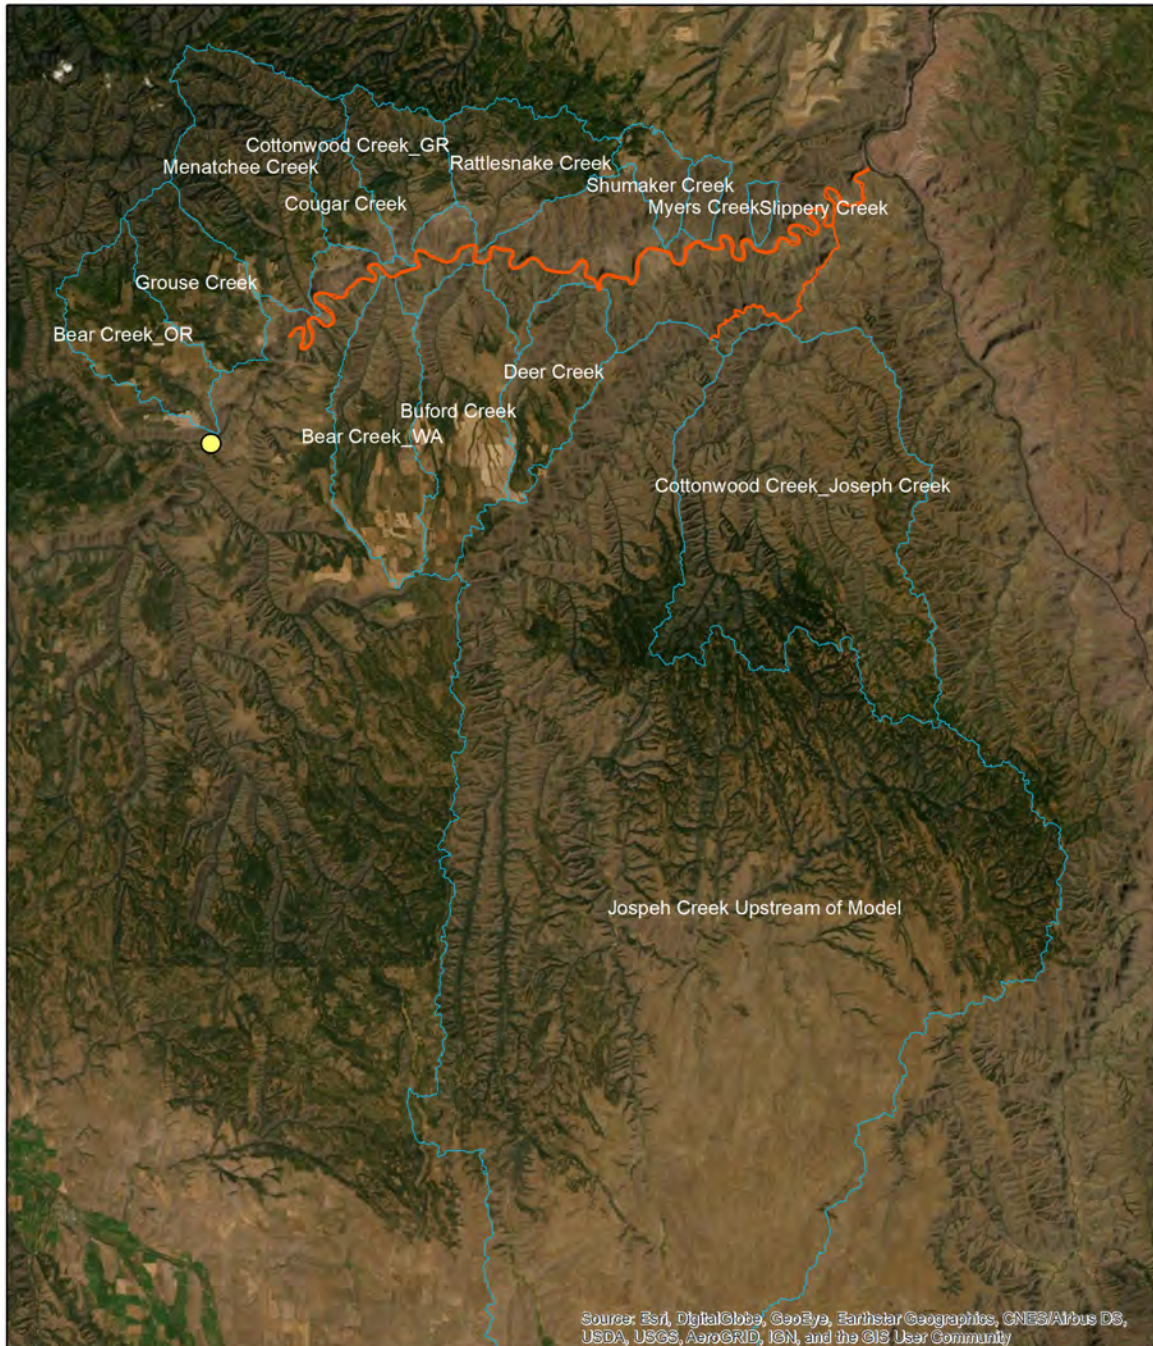 Cottonwood Creek_GR
Rattlesnake Creek
Menatchee Creek
Shumaker Creek
Cougar Creek
Myers Creek
Slippery Creek
Grouse Creek
Bear Creek_OR
Deer Creek
Buford Creek
Bear Creek_WA
Cottonwood Creek_Joseph Creek
Jospeh Creek Upstream of Model
Source: Esri, DigitalGlobe, GeoEye, Earthstar Geographics, CNES/Airbus DS,
USDA, USGS, AeroGRID, IGN, and the GIS User Community